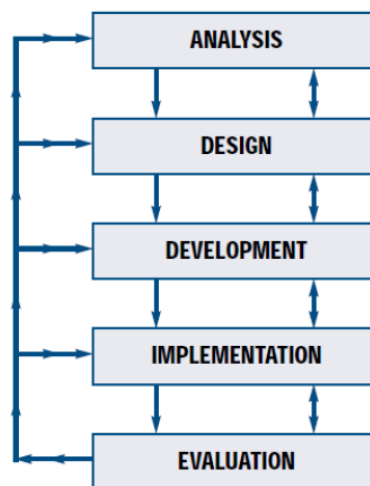 ANALYSIS
DESIGN
DEVELOPMENT
IMPLEMENTATION
EVALUATION